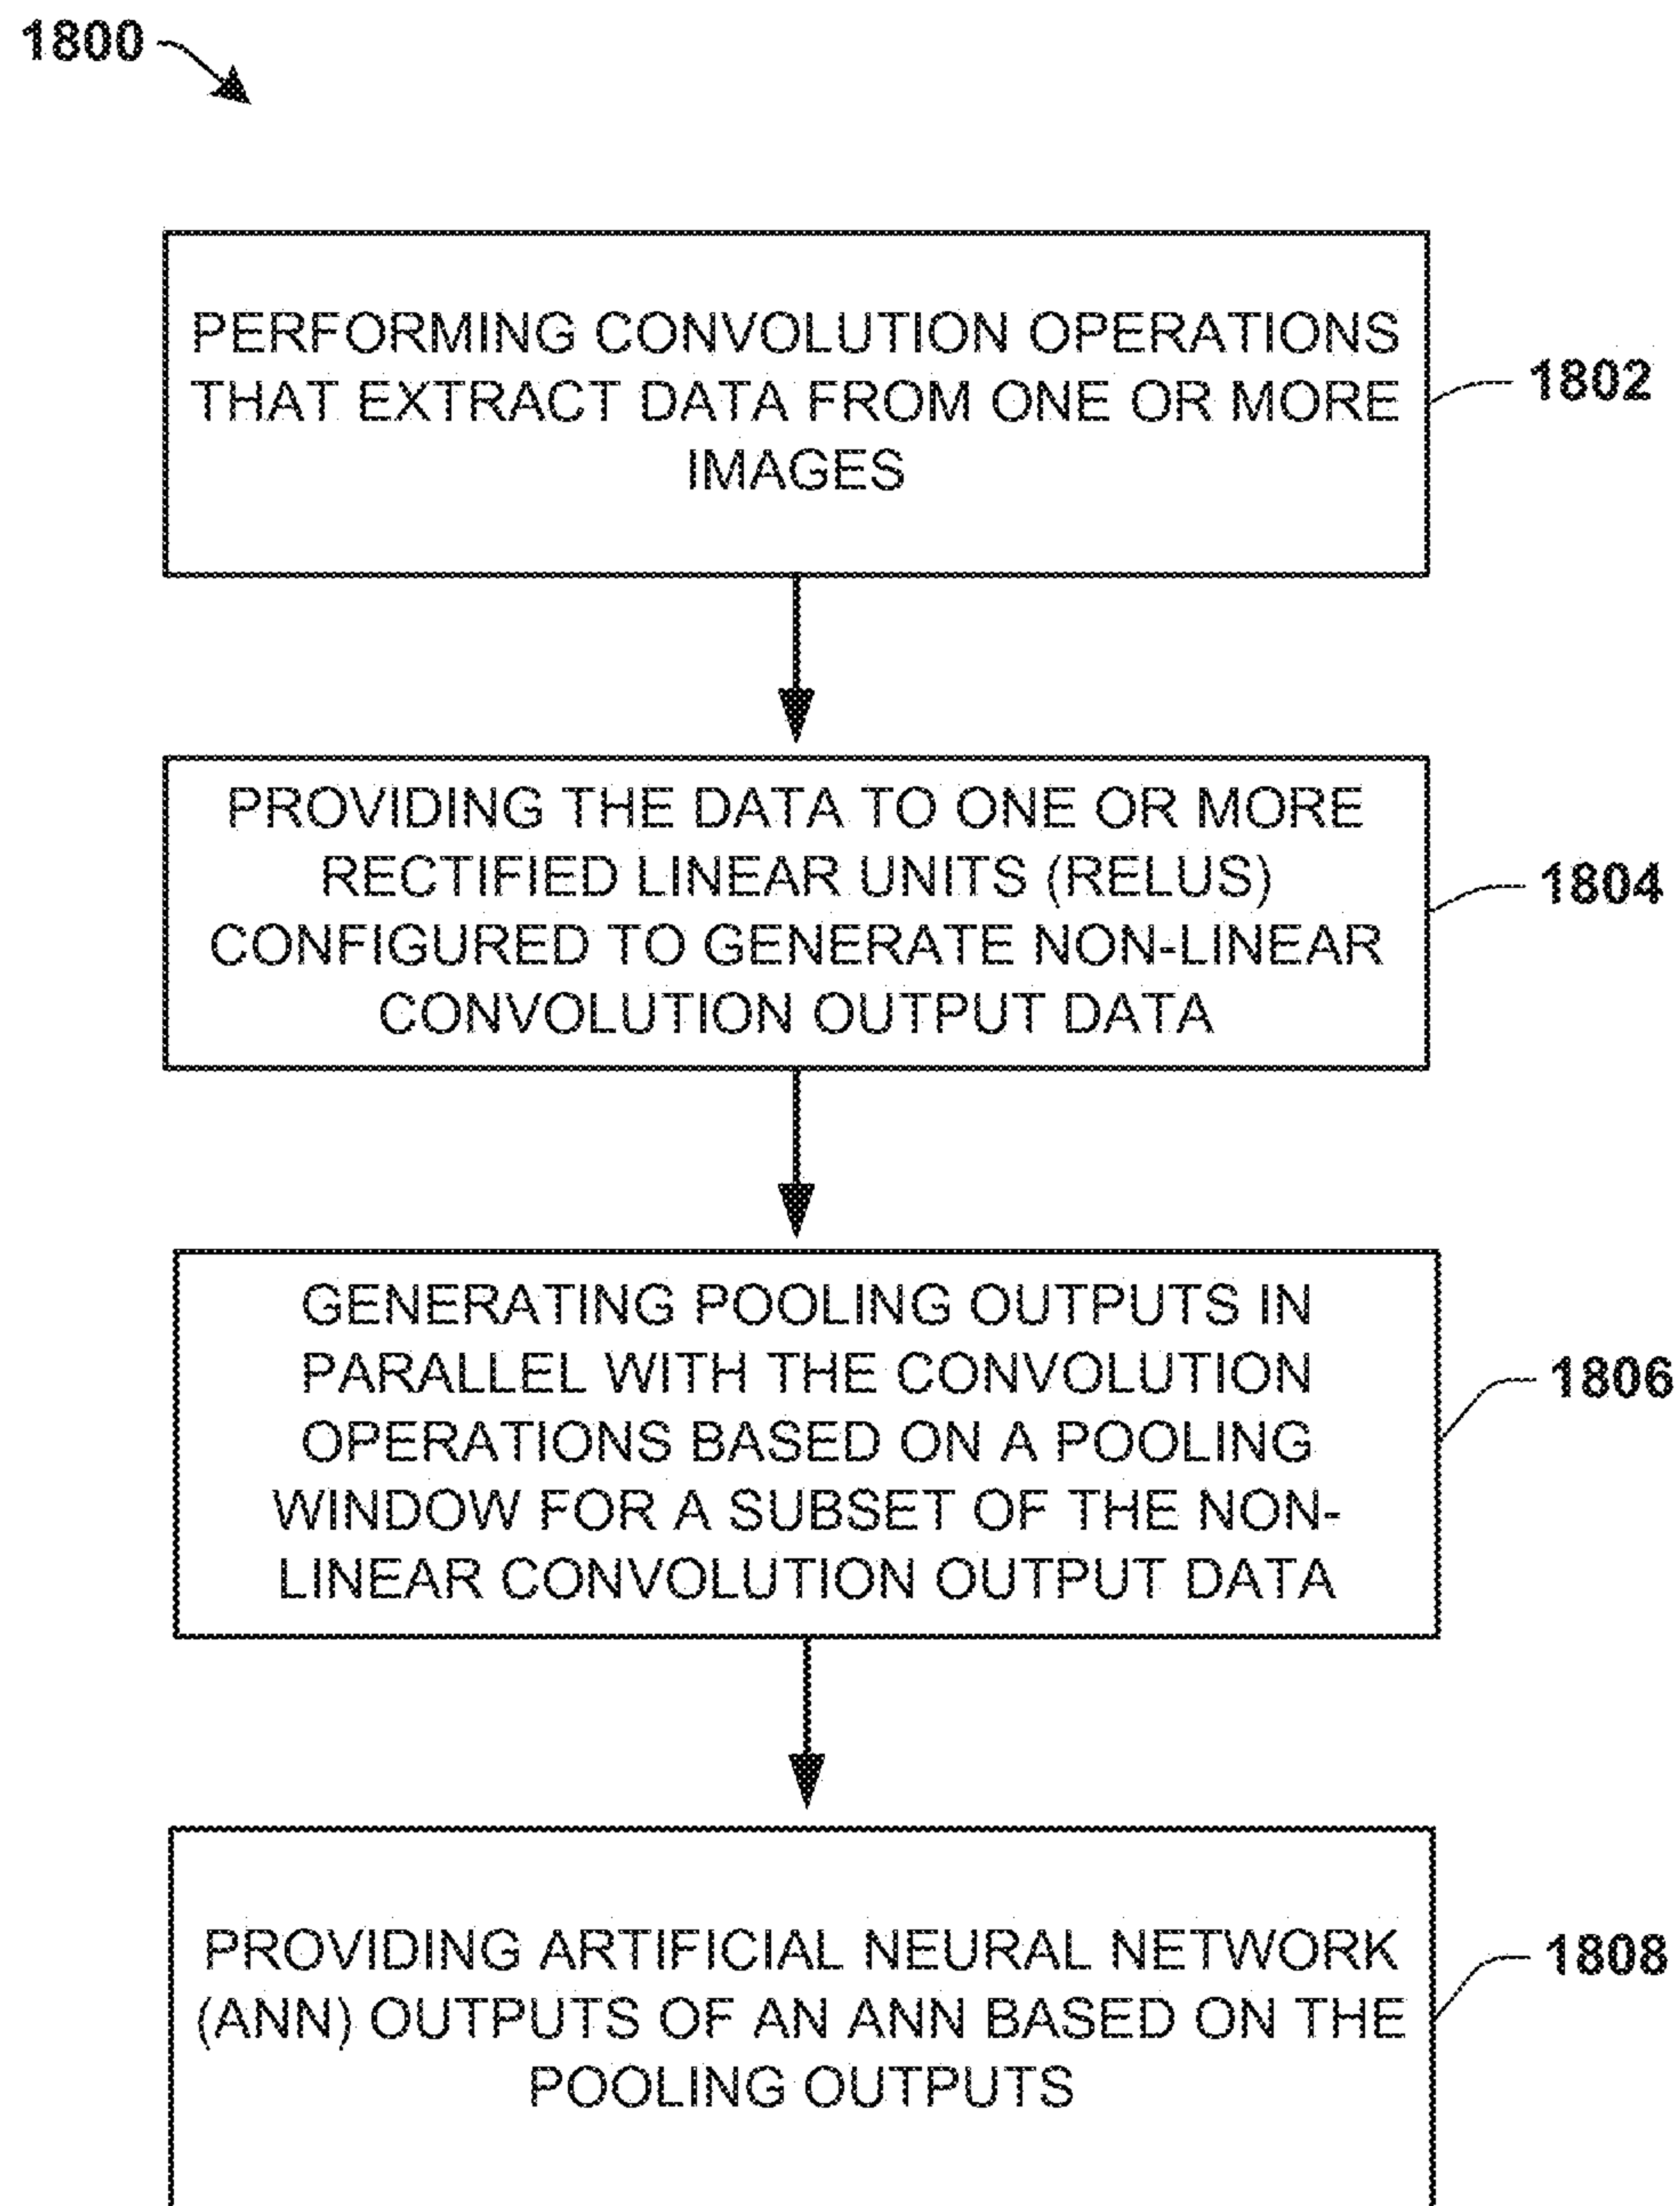 1800
PERFORMING CONVOLUTION OPERATIONS
THAT EXTRACT DATA FROM ONE OR MORE
IMAGES
1802
PROVIDING THE DATA TO ONE OR MORE
RECTIFIED LINEAR UNITS (RELUS)
CONFIGURED TO GENERATE NON-LINEAR
CONVOLUTION OUTPUT DATA
1804
GENERATING POOLING OUTPUTS IN
PARALLEL WITH THE CONVOLUTION
OPERATIONS BASED ON A POOLING
WINDOW FOR A SUBSET OF THE NON-
LINEAR CONVOLUTION OUTPUT DATA
1806
PROVIDING ARTIFICIAL NEURAL NETWORK
(ANN) OUTPUTS OF AN ANN BASED ON THE
POOLING OUTPUTS
1808